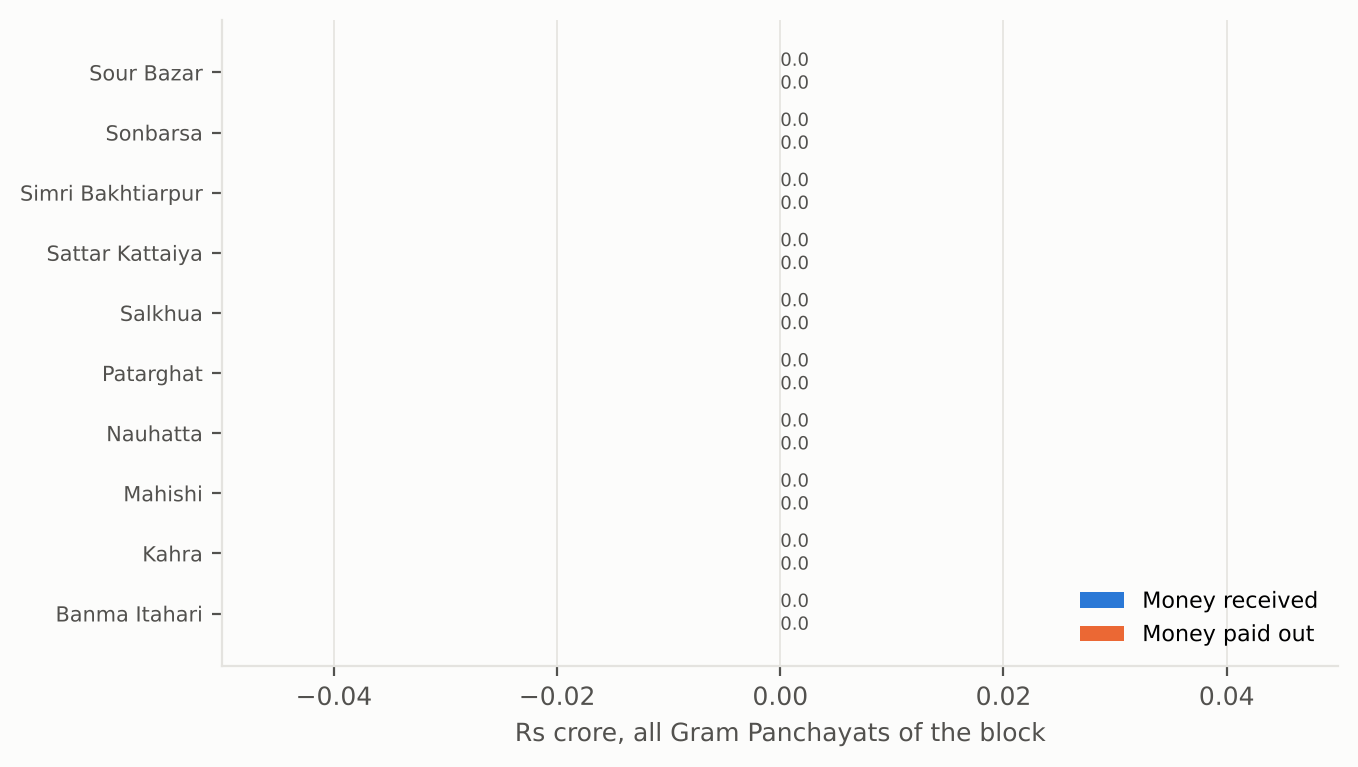 Sour Bazar
0.0
0.0
Sonbarsa
0.0
0.0
Simri Bakhtiarpur
0.0
0.0
Sattar Kattaiya
0.0
0.0
Salkhua
0.0
0.0
Patarghat
0.0
0.0
Nauhatta
0.0
0.0
Mahishi
0.0
0.0
Kahra
0.0
0.0
Banma Itahari
0.0
0.0
Money received
Money paid out
−0.04 −0.02 0.00 0.02 0.04
Rs crore, all Gram Panchayats of the block